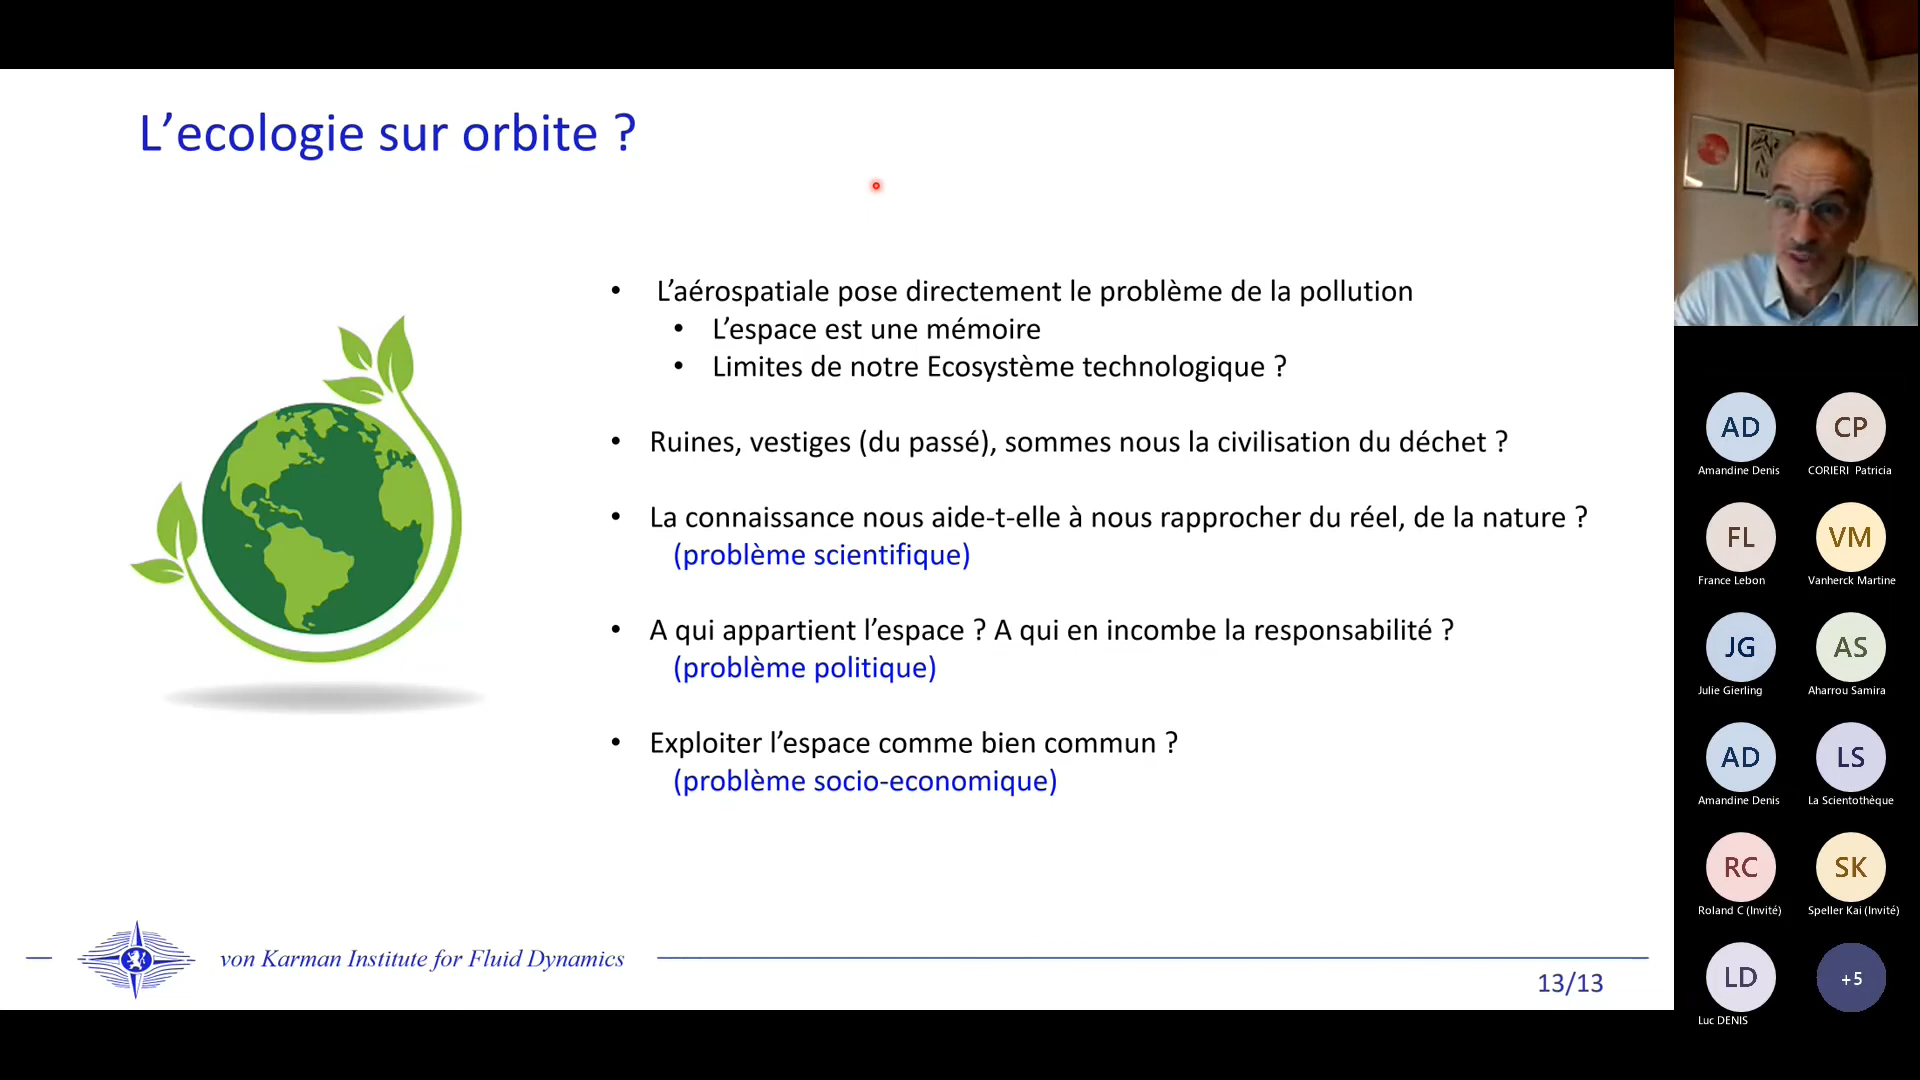 L’ecologie sur orbite ?
• L’aérospatiale pose directement le problème de la pollution
• L’espace est une mémoire
• Limites de notre Ecosystème technologique ?
• Ruines, vestiges (du passé), sommes nous la civilisation du déchet ?
• La connaissance nous aide-t-elle à nous rapprocher du réel, de la nature ?
(problème scientifique)
• A qui appartient l’espace ? A qui en incombe la responsabilité ?
(problème politique)
• Exploiter l’espace comme bien commun ?
(problème socio-economique)
von Karman Institute for Fluid Dynamics
13/13
AD
Amandine Denis
CP
CORIERI Patricia
FL
France Lebon
VM
Vanherck Martine
JG
Julie Gierling
AS
Aharrou Samira
AD
Amandine Denis
LS
La Scientothèque
RC
Roland C (Invité)
SK
Speller Kai (Invité)
LD
Luc DENIS
+5